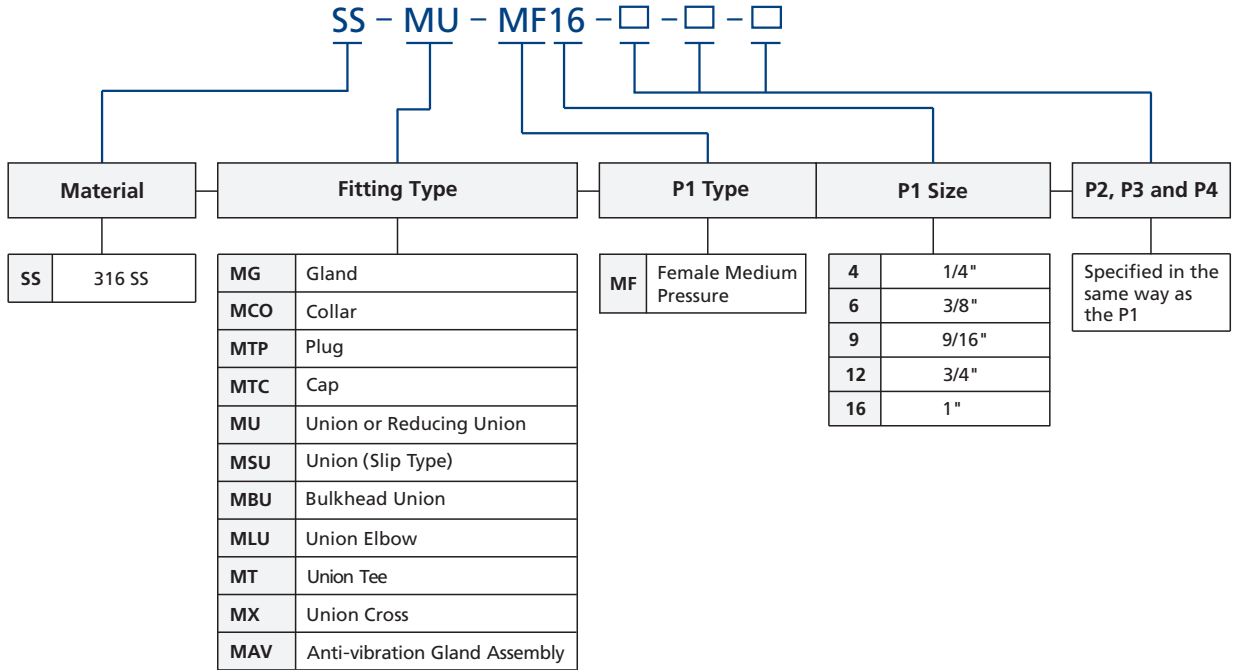 SS – MU – MF16 – □ – □ – □
Material
Fitting Type
P1 Type
P1 Size
P2, P3 and P4
SS 316 SS
MG Gland
MCO Collar
MTP Plug
MTC Cap
MU Union or Reducing Union
MSU Union (Slip Type)
MBU Bulkhead Union
MLU Union Elbow
MT Union Tee
MX Union Cross
MAV Anti-vibration Gland Assembly
MF Female Medium
Pressure
4 1/4"
6 3/8"
9 9/16"
12 3/4"
16 1"
Specified in the
same way as
the P1